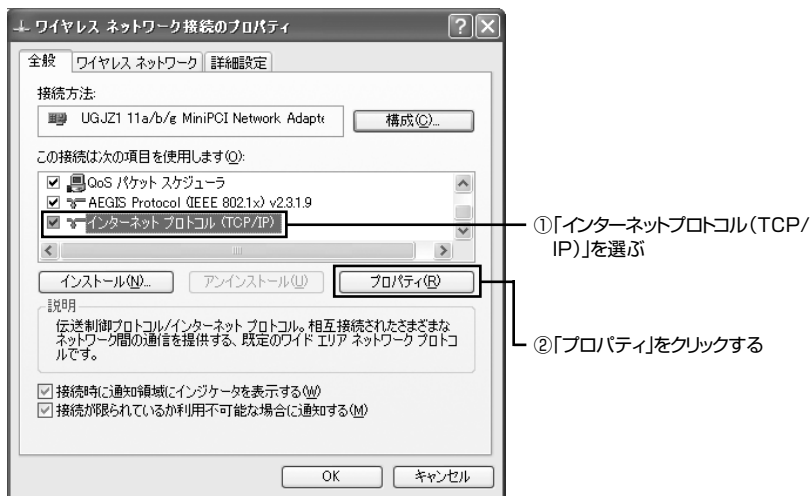 ワイヤレス ネットワーク接続のプロパティ
全般 ワイヤレス ネットワーク 詳細設定
接続方法:
UGJZ1 11a/b/g MiniPCI Network Adapte
構成(C)...
この接続は次の項目を使用します(O):
QoS パケット スケジューラ
AEGIS Protocol (IEEE 802.1x) v2.3.1.9
インターネット プロトコル (TCP/IP)
インストール(N)... アンインストール(U) プロパティ(R)
説明
伝送制御プロトコル/インターネット プロトコル。相互接続されたさまざまな
ネットワーク間の通信を提供する、既定のワイド エリア ネットワーク プロトコ
ルです。
接続時に通知領域にインジケータを表示する(W)
接続が限られているか利用不可能な場合に通知する(M)
OK キャンセル
①「インターネットプロトコル(TCP/
IP)」を選ぶ
②「プロパティ」をクリックする